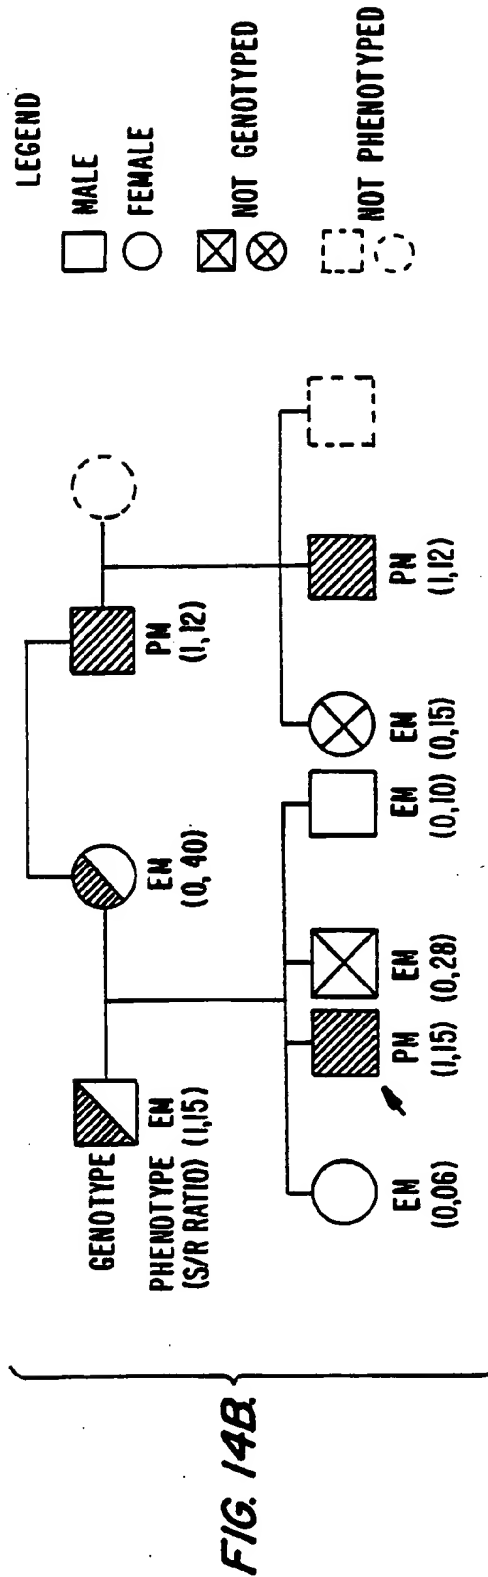 FIG. 14B.
GENOTYPE
PHENOTYPE EM
(S/R RATIO) (1,15)
EM
(0,40)
PM
(1,12)
EM
(0,06)
PM
(1,15)
EM
(0,28)
EM
(0,10)
EM
(0,15)
PM
(1,12)
LEGEND
MALE
FEMALE
NOT GENOTYPED
NOT PHENOTYPED